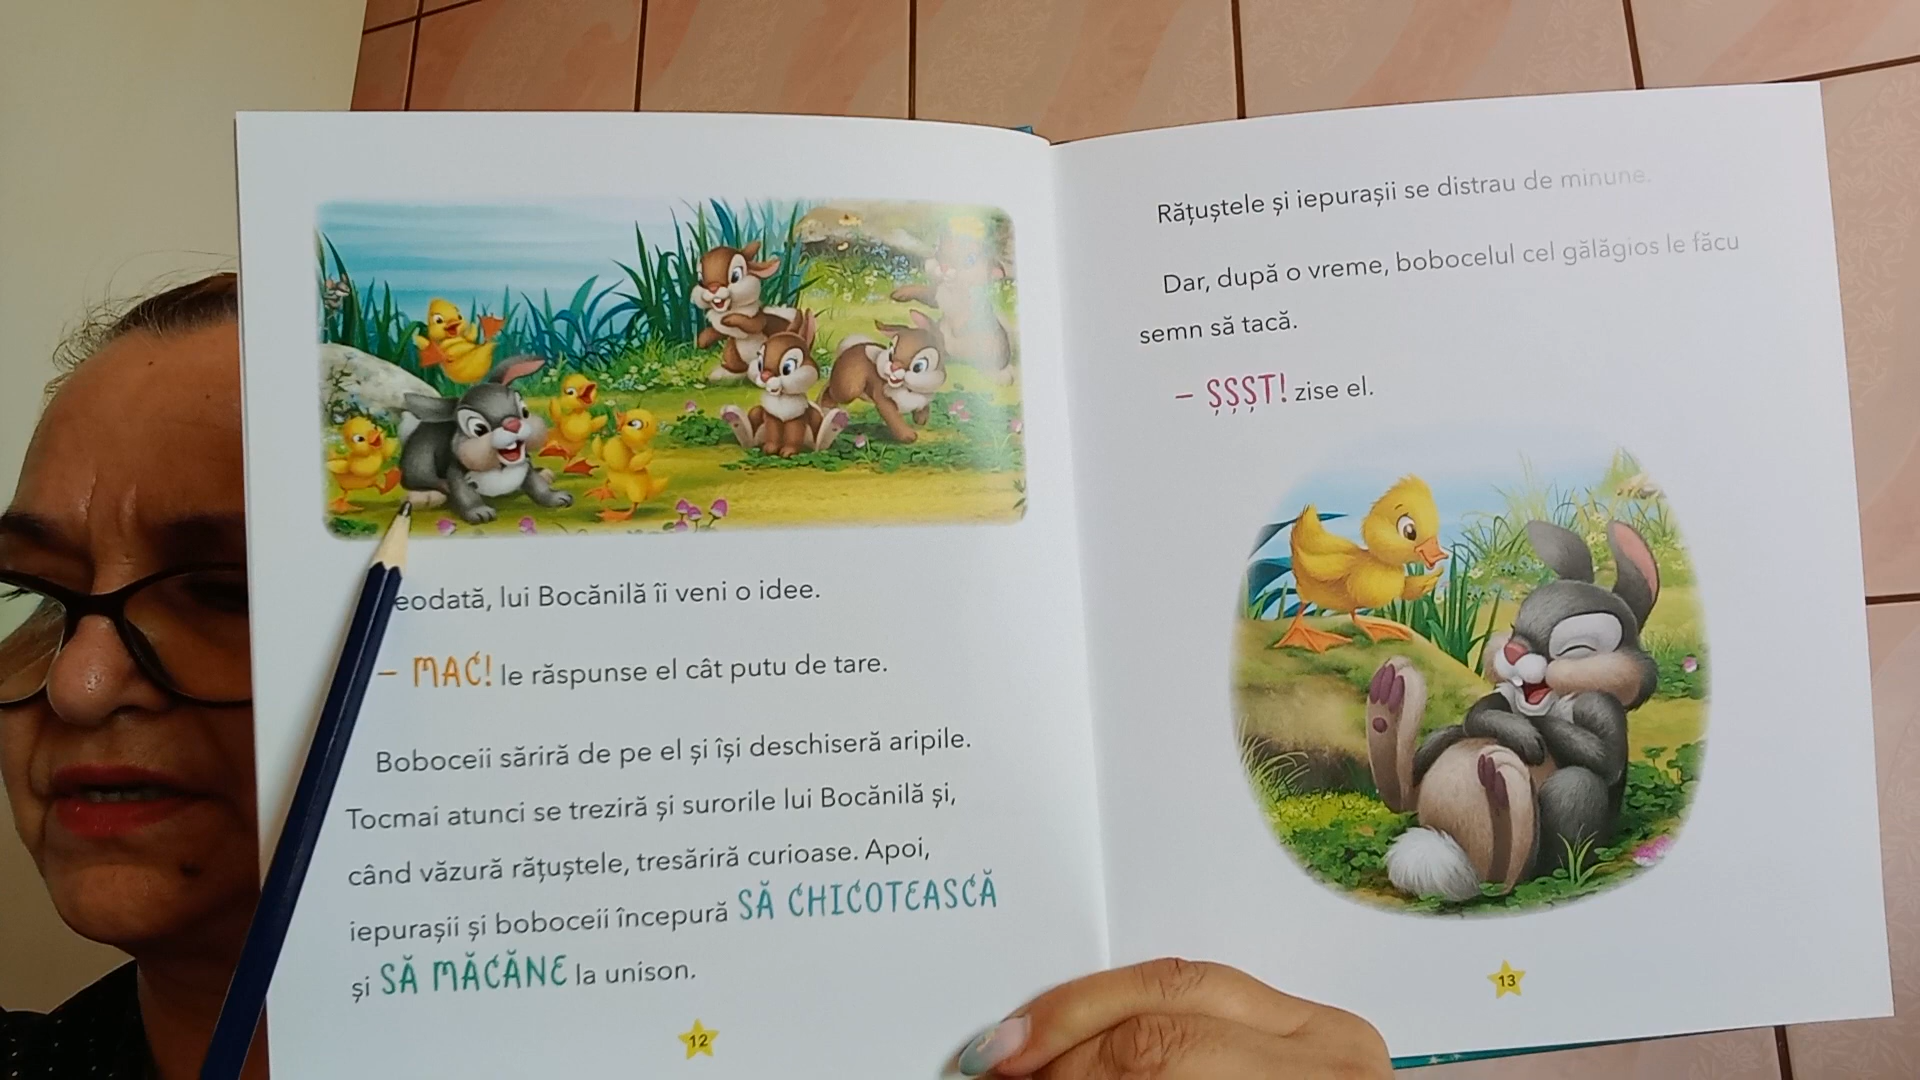 eodată, lui Bocănilă îi veni o idee.
– MAC! le răspunse el cât putu de tare.
Boboceii săriră de pe el și își deschiseră aripile.
Tocmai atunci se treziră și surorile lui Bocănilă și,
când văzură rățuștele, tresăriră curioase. Apoi,
iepurașii și boboceii începură SĂ CHICOTEASCĂ
și SĂ MĂCĂNE la unison.
12
Rățuștele și iepurașii se distrau de minune.
Dar, după o vreme, bobocelul cel gălăgios le făcu
semn să tacă.
– ȘȘȘT! zise el.
13